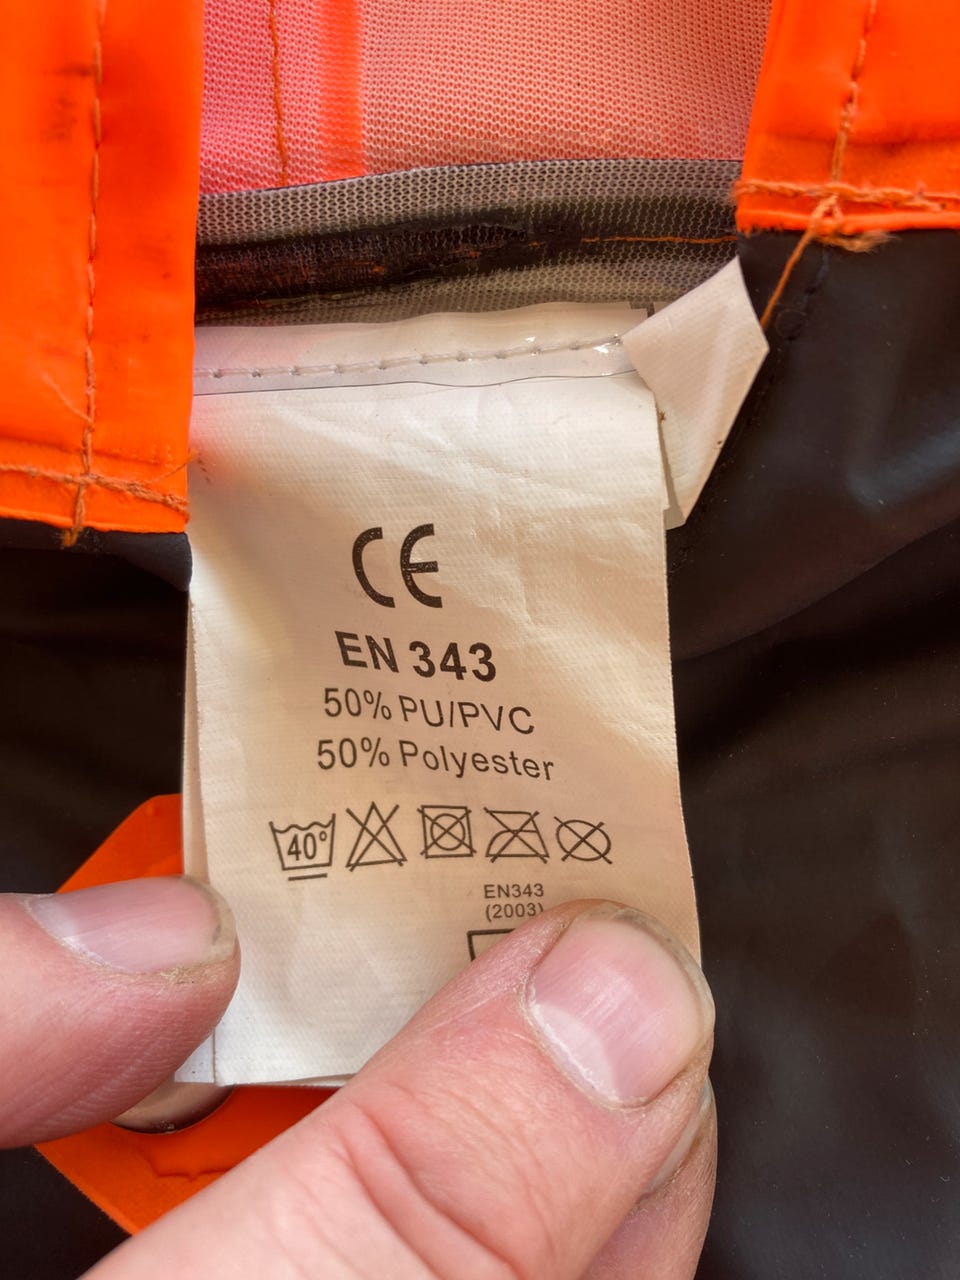 CE
EN 343
50% PU/PVC
50% Polyester
40°
EN343
(2003)